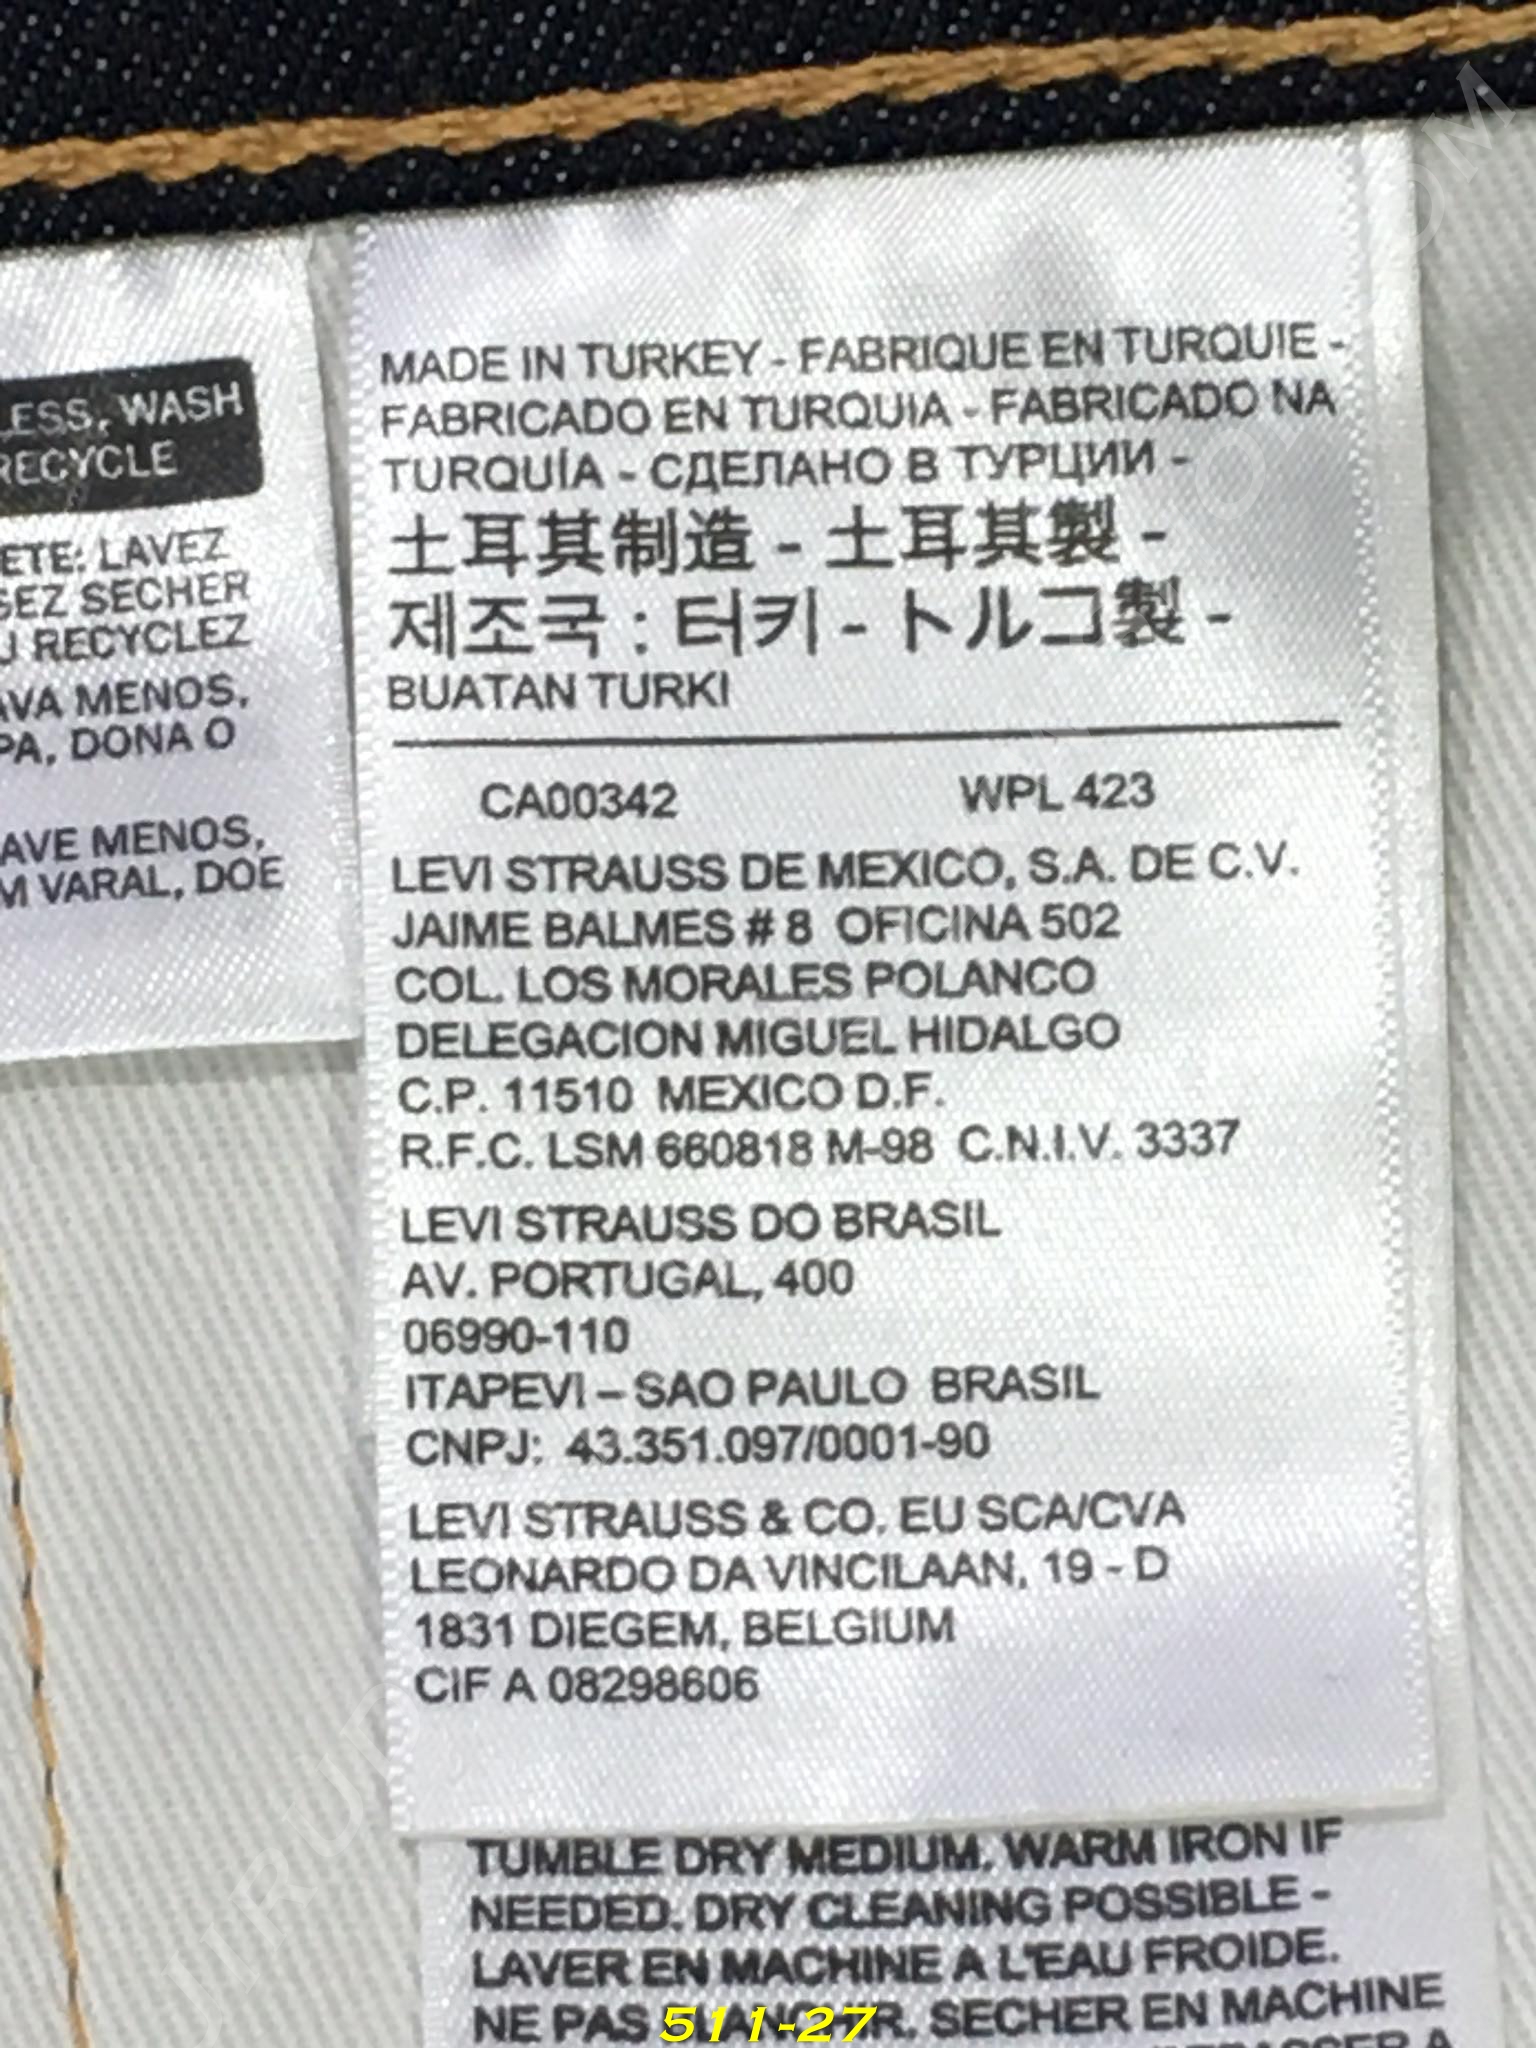 LESS, WASH
RECYCLE
ETE: LAVEZ
SEZ SECHER
RECYCLEZ
AVA MENOS,
PA, DONA O
AVE MENOS,
M VARAL, DOE
MADE IN TURKEY - FABRIQUE EN TURQUIE -
FABRICADO EN TURQUIA - FABRICADO NA
TURQUÍA - СДЕЛАНО В ТУРЦИИ -
土耳其制造 - 土耳其製 -
제조국 : 터키 - トルコ製 -
BUATAN TURKI
CA00342 WPL 423
LEVI STRAUSS DE MEXICO, S.A. DE C.V.
JAIME BALMES # 8 OFICINA 502
COL. LOS MORALES POLANCO
DELEGACION MIGUEL HIDALGO
C.P. 11510 MEXICO D.F.
R.F.C. LSM 660818 M-98 C.N.I.V. 3337
LEVI STRAUSS DO BRASIL
AV. PORTUGAL, 400
06990-110
ITAPEVI – SAO PAULO BRASIL
CNPJ: 43.351.097/0001-90
LEVI STRAUSS & CO. EU SCA/CVA
LEONARDO DA VINCILAAN, 19 - D
1831 DIEGEM, BELGIUM
CIF A 08298606
TUMBLE DRY MEDIUM. WARM IRON IF
NEEDED. DRY CLEANING POSSIBLE -
LAVER EN MACHINE A L'EAU FROIDE.
NE PAS SECHER EN MACHINE
511-27